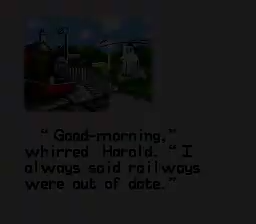 “Good-morning,”
whirred Harold. “I
always said railways
were out of date.”